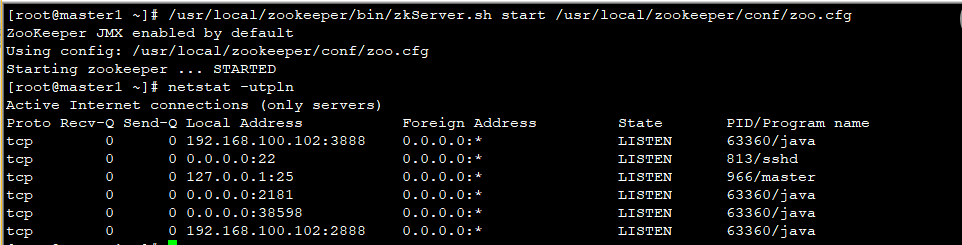 [root@master1 ~]# /usr/local/zookeeper/bin/zkServer.sh start /usr/local/zookeeper/conf/zoo.cfg
ZooKeeper JMX enabled by default
Using config: /usr/local/zookeeper/conf/zoo.cfg
Starting zookeeper ... STARTED
[root@master1 ~]# netstat -utpln
Active Internet connections (only servers)
Proto Recv-Q Send-Q Local Address           Foreign Address         State       PID/Program name
tcp        0      0 192.168.100.102:3888    0.0.0.0:*               LISTEN      63360/java
tcp        0      0 0.0.0.0:22              0.0.0.0:*               LISTEN      813/sshd
tcp        0      0 127.0.0.1:25            0.0.0.0:*               LISTEN      966/master
tcp        0      0 0.0.0.0:2181            0.0.0.0:*               LISTEN      63360/java
tcp        0      0 0.0.0.0:38598           0.0.0.0:*               LISTEN      63360/java
tcp        0      0 192.168.100.102:2888    0.0.0.0:*               LISTEN      63360/java